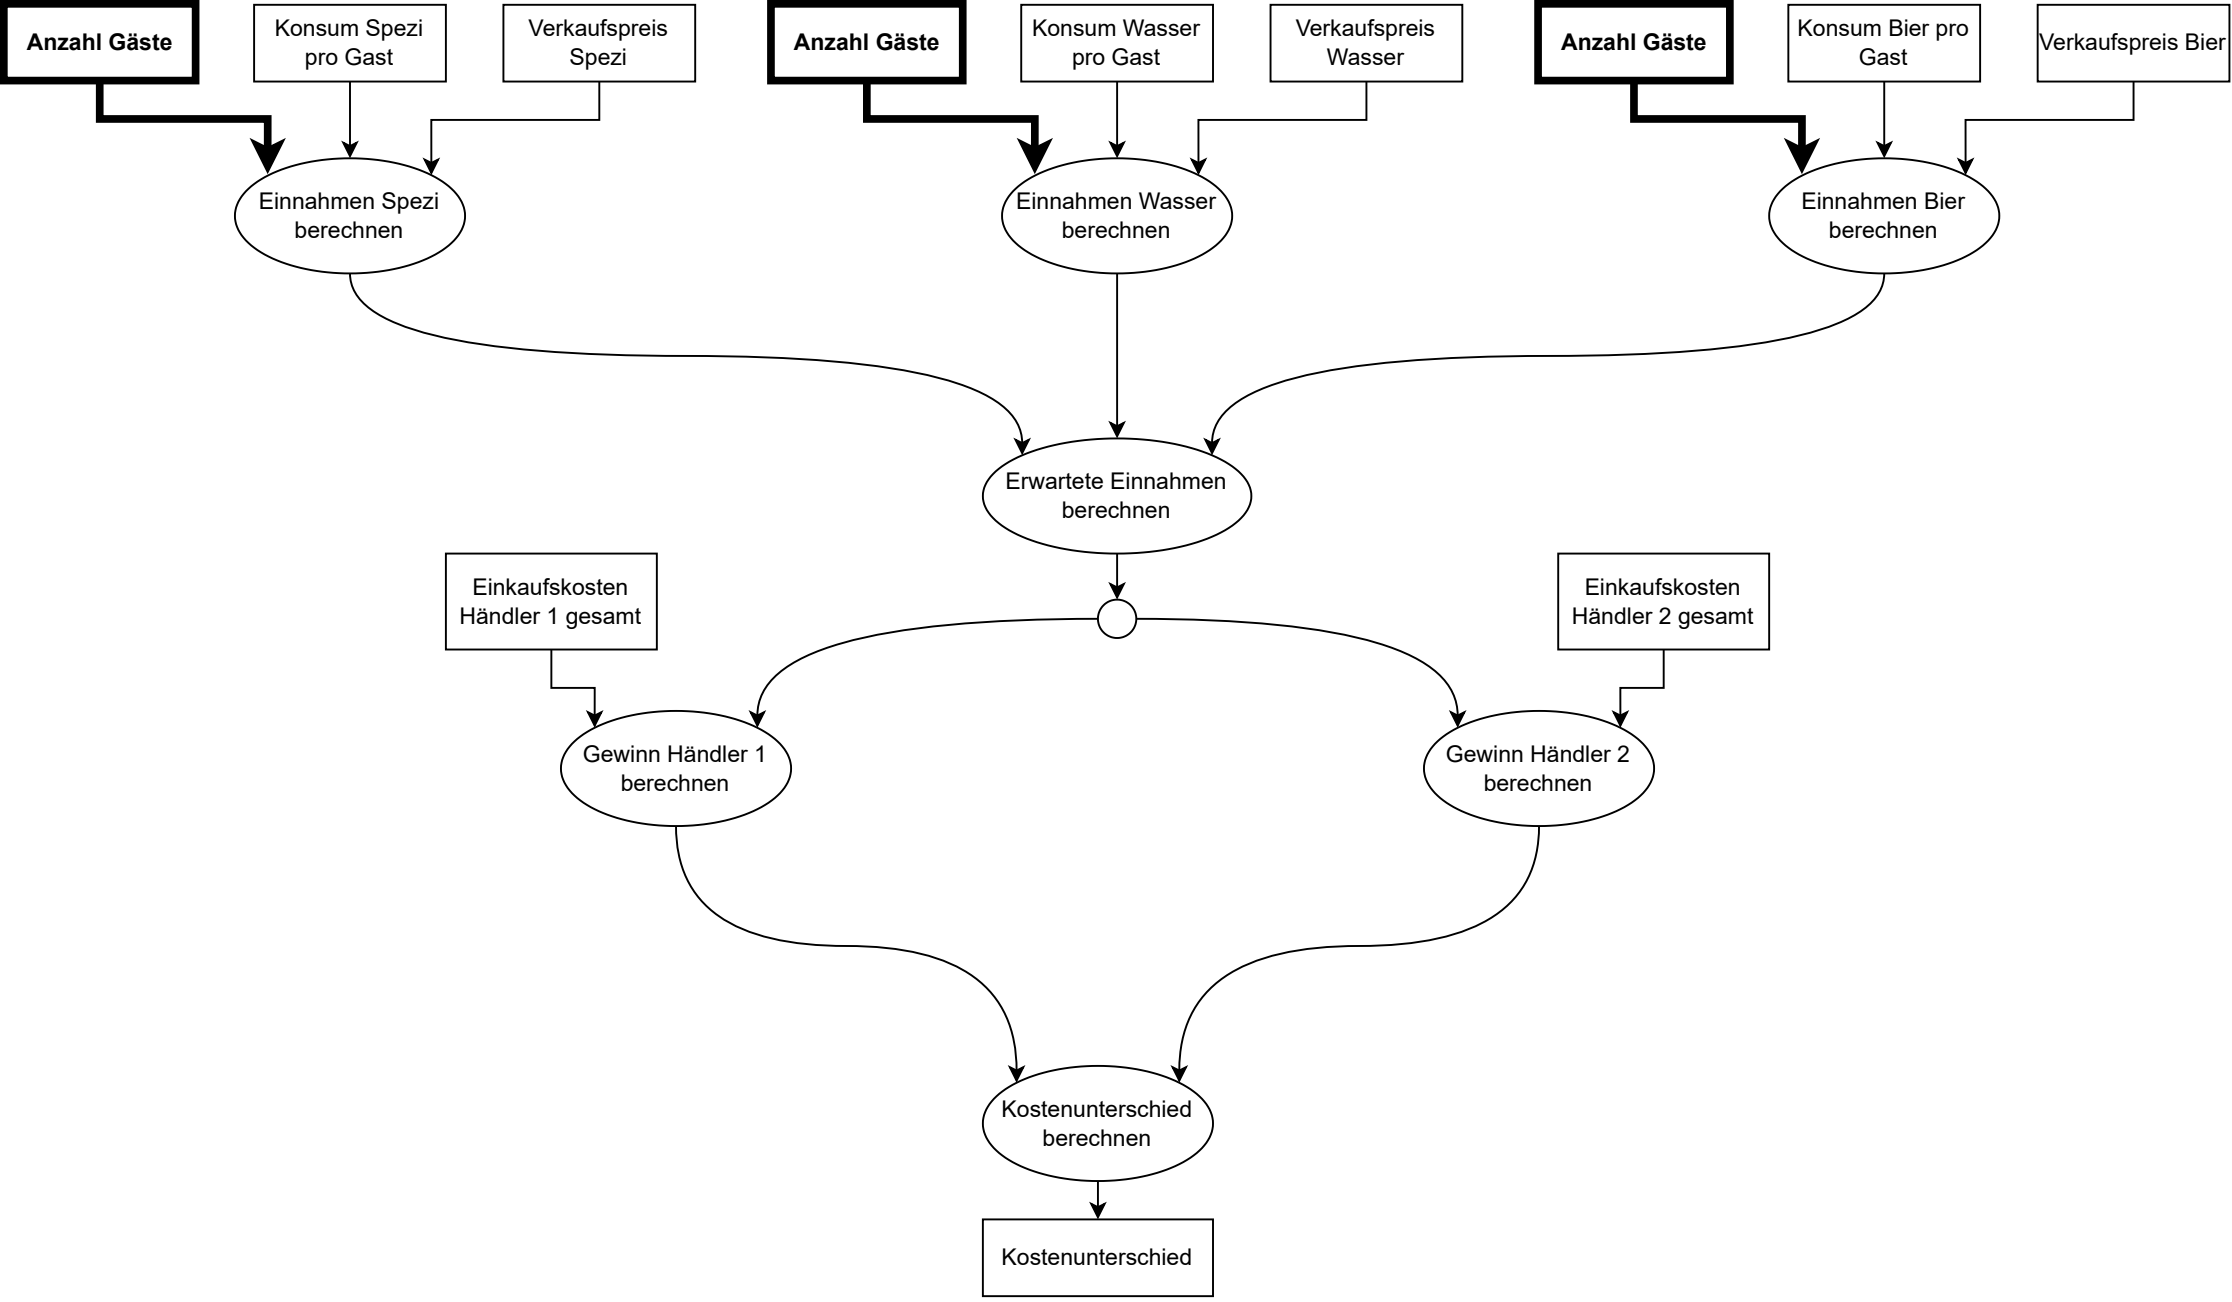 Anzahl Gäste
Konsum Spezi
pro Gast
Verkaufspreis
Spezi
Anzahl Gäste
Konsum Wasser
pro Gast
Verkaufspreis
Wasser
Anzahl Gäste
Konsum Bier pro
Gast
Verkaufspreis Bier
Einnahmen Spezi
berechnen
Einnahmen Wasser
berechnen
Einnahmen Bier
berechnen
Erwartete Einnahmen
berechnen
Einkaufskosten
Händler 1 gesamt
Einkaufskosten
Händler 2 gesamt
Gewinn Händler 1
berechnen
Gewinn Händler 2
berechnen
Kostenunterschied
berechnen
Kostenunterschied